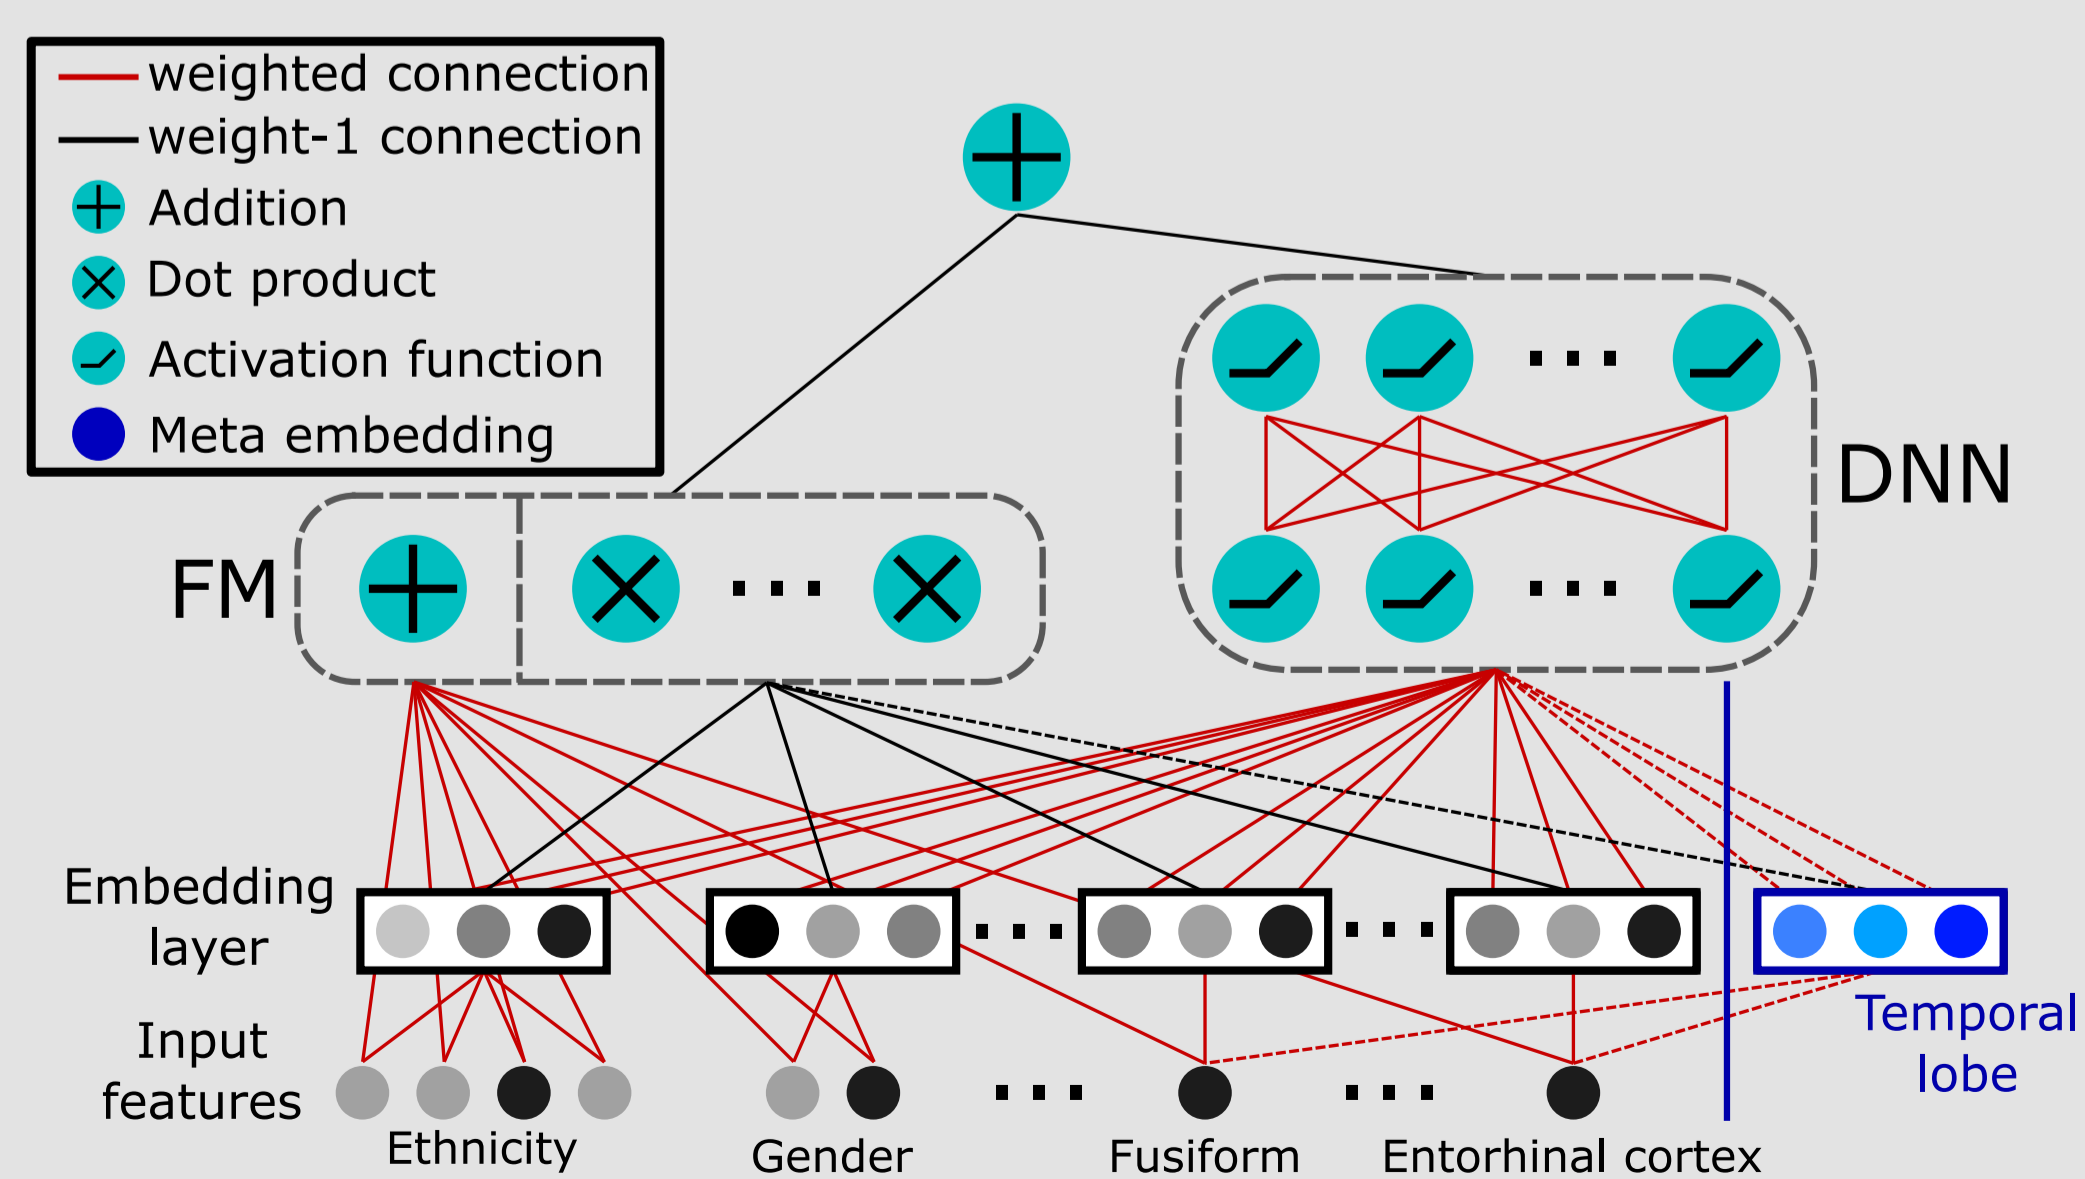 weighted connection
weight-1 connection
Addition
Dot product
Activation function
Meta embedding
DNN
FM
Embedding
layer
Temporal
lobe
Input
features
Ethnicity
Gender
Fusiform
Entorhinal cortex